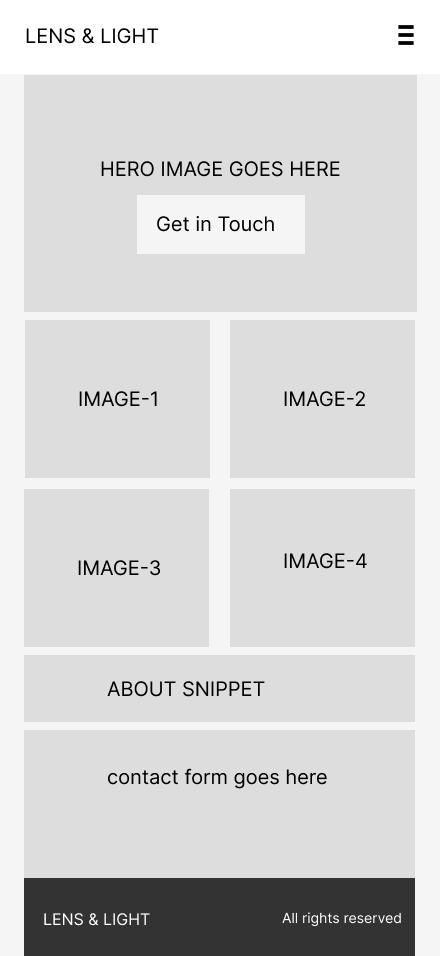 LENS & LIGHT
HERO IMAGE GOES HERE
Get in Touch
IMAGE-1
IMAGE-2
IMAGE-3
IMAGE-4
ABOUT SNIPPET
contact form goes here
LENS & LIGHT
All rights reserved